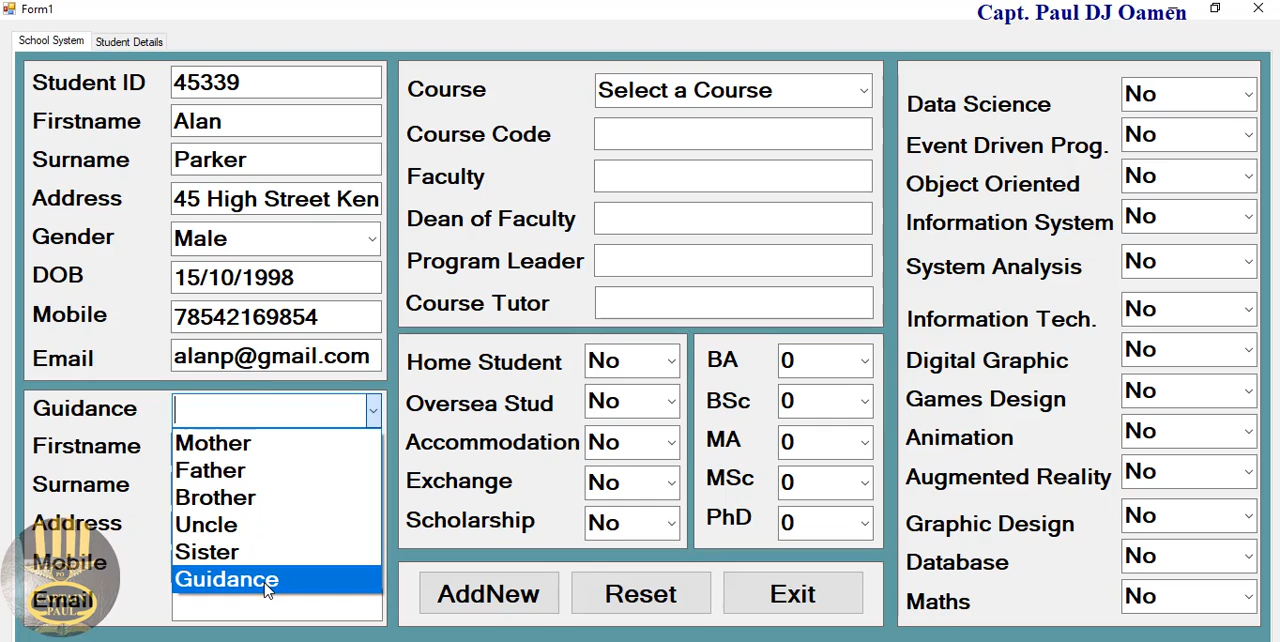 Form1
Capt. Paul DJ Oamen
School System
Student Details
Student ID 45339
Firstname Alan
Surname Parker
Address 45 High Street Ken
Gender Male
DOB 15/10/1998
Mobile 78542169854
Email alanp@gmail.com
Guidance
Firstname
Surname
Address
Mobile
Email
Mother
Father
Brother
Uncle
Sister
Guidance
Course Select a Course
Course Code
Faculty
Dean of Faculty
Program Leader
Course Tutor
Home Student No
Oversea Stud No
Accommodation No
Exchange No
Scholarship No
BA 0
BSc 0
MA 0
MSc 0
PhD 0
AddNew
Reset
Exit
Data Science No
Event Driven Prog. No
Object Oriented No
Information System No
System Analysis No
Information Tech. No
Digital Graphic No
Games Design No
Animation No
Augmented Reality No
Graphic Design No
Database No
Maths No